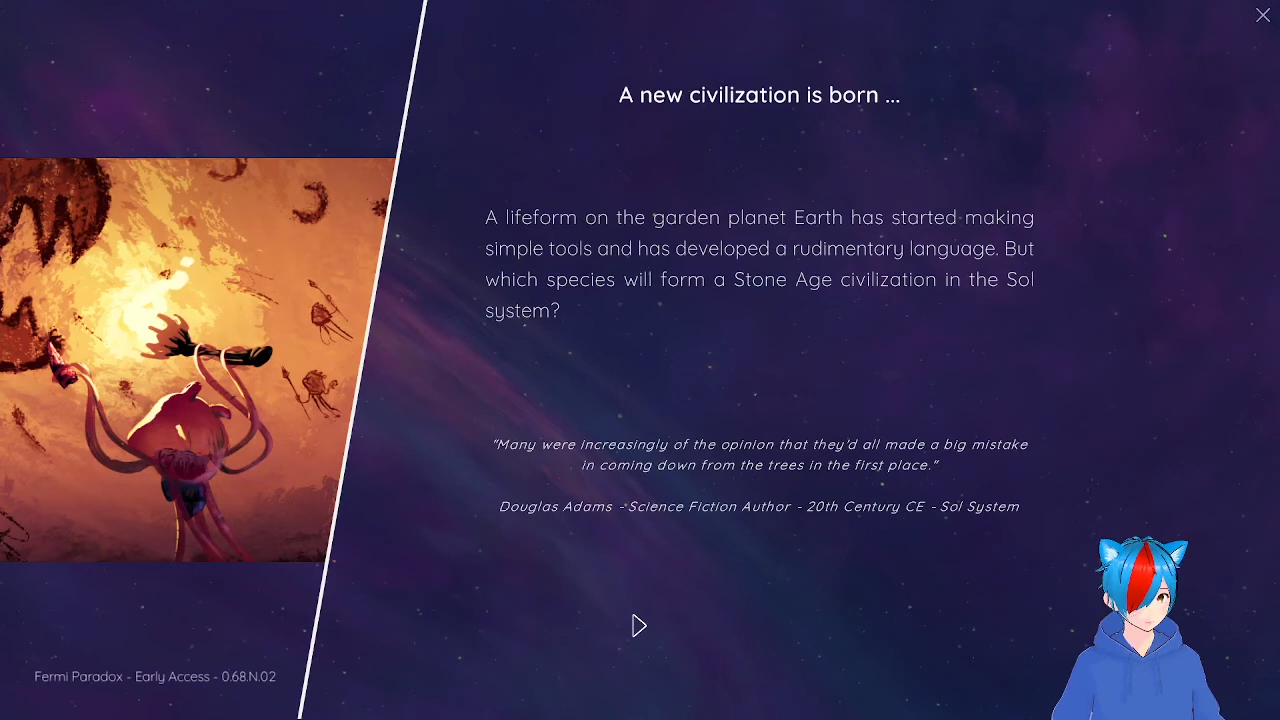 A new civilization is born ...
A lifeform on the garden planet Earth has started making
simple tools and has developed a rudimentary language. But
which species will form a Stone Age civilization in the Sol
system?
"Many were increasingly of the opinion that they'd all made a big mistake
in coming down from the trees in the first place."
Douglas Adams - Science Fiction Author - 20th Century CE - Sol System
Fermi Paradox - Early Access - 0.68.N.02